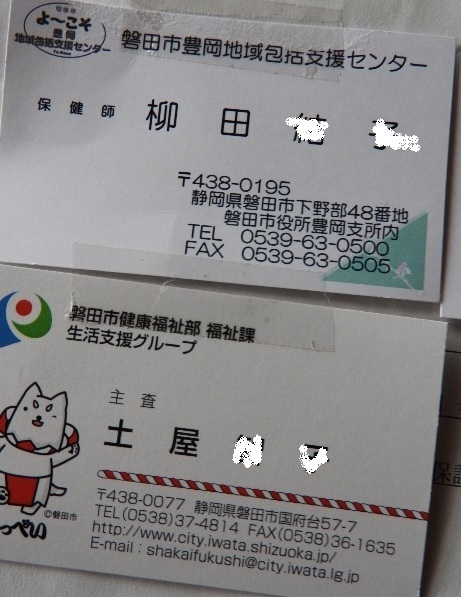 よ〜こそ
豊岡
地域包括支援センター
磐田市豊岡地域包括支援センター
保健師
柳田
〒438-0195
静岡県磐田市下野部48番地
磐田市役所豊岡支所内
TEL 0539-63-0500
FAX 0539-63-0505
磐田市健康福祉部 福祉課
生活支援グループ
主査
土屋
〒438-0077 静岡県磐田市国府台57-7
TEL(0538)37-4814 FAX(0538)36-1635
http://www.city.iwata.shizuoka.jp/
E-mail：shakaifukushi@city.iwata.lg.jp
©磐田市
っぺい